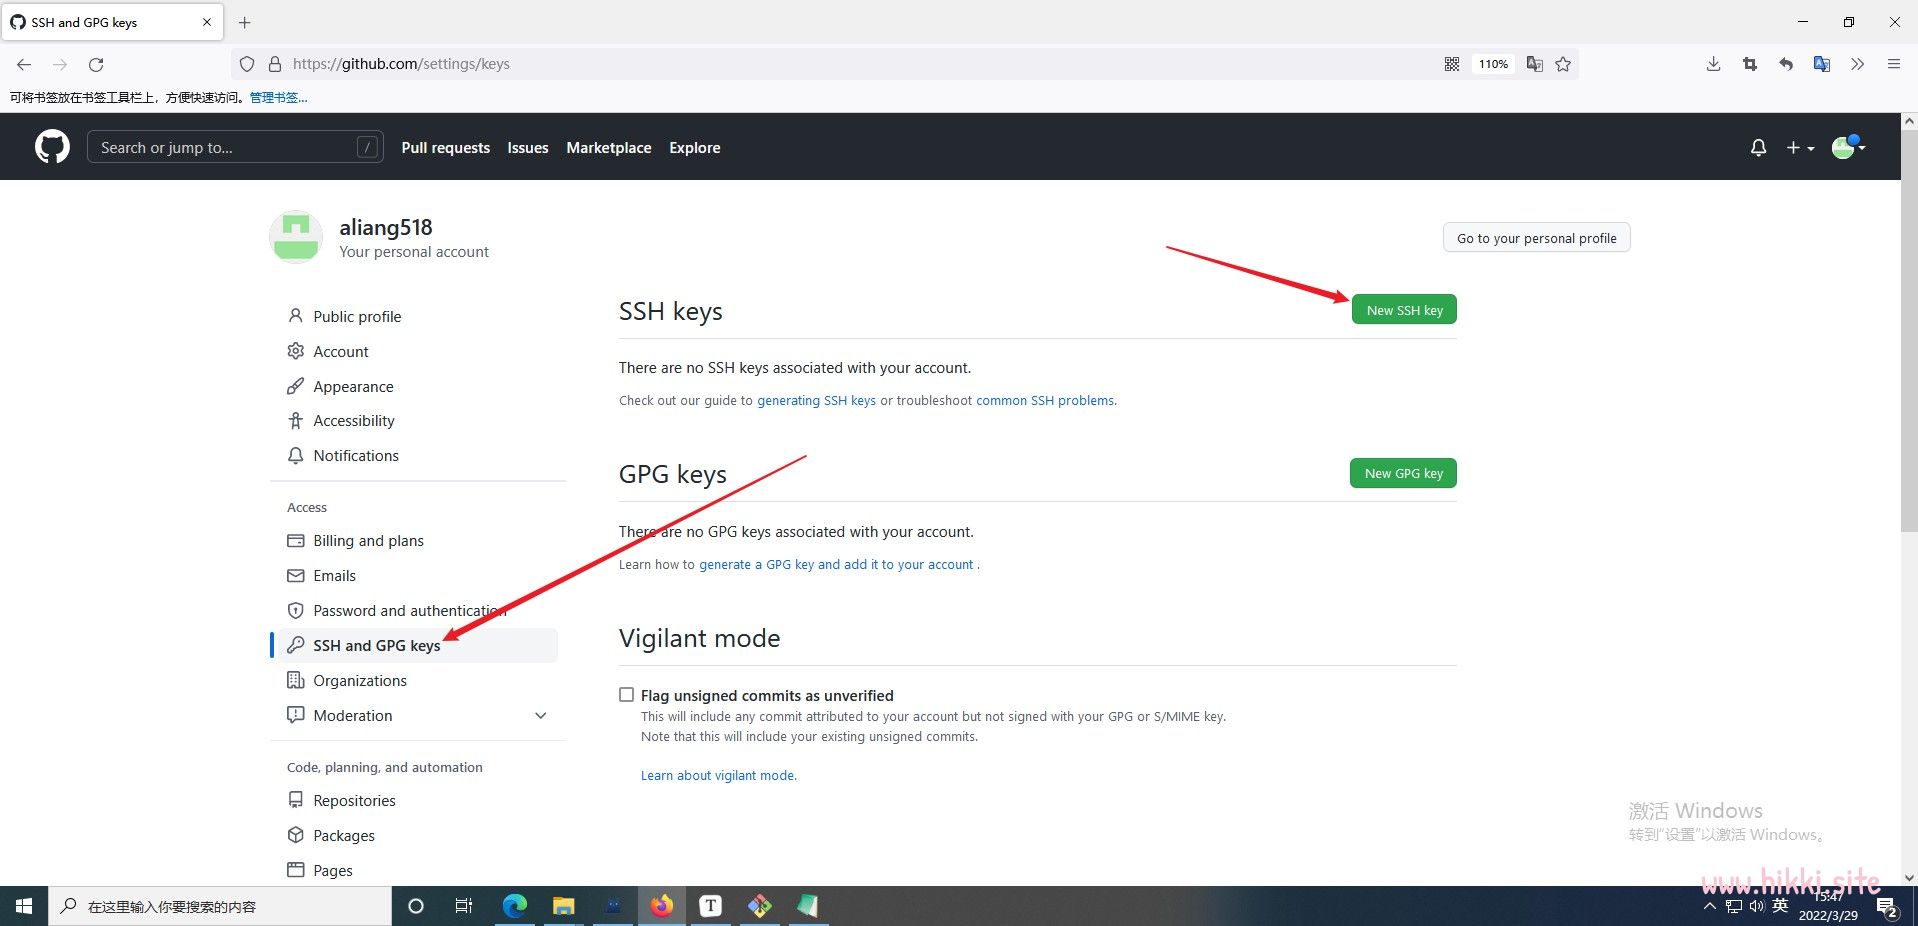 SSH and GPG keys
https://github.com/settings/keys
110%
可将书签放在书签工具栏上，方便快速访问。管理书签...
Search or jump to...
/
Pull requests
Issues
Marketplace
Explore
aliang518
Your personal account
Go to your personal profile
Public profile
Account
Appearance
Accessibility
Notifications
Access
Billing and plans
Emails
Password and authentication
SSH and GPG keys
Organizations
Moderation
Code, planning, and automation
Repositories
Packages
Pages
SSH keys
New SSH key
There are no SSH keys associated with your account.
Check out our guide to generating SSH keys or troubleshoot common SSH problems.
GPG keys
New GPG key
There are no GPG keys associated with your account.
Learn how to generate a GPG key and add it to your account .
Vigilant mode
Flag unsigned commits as unverified
This will include any commit attributed to your account but not signed with your GPG or S/MIME key.
Note that this will include your existing unsigned commits.
Learn about vigilant mode.
激活 Windows
转到“设置”以激活 Windows。
www.hikki.site
在这里输入你要搜索的内容
T
英
15:47
2022/3/29
2